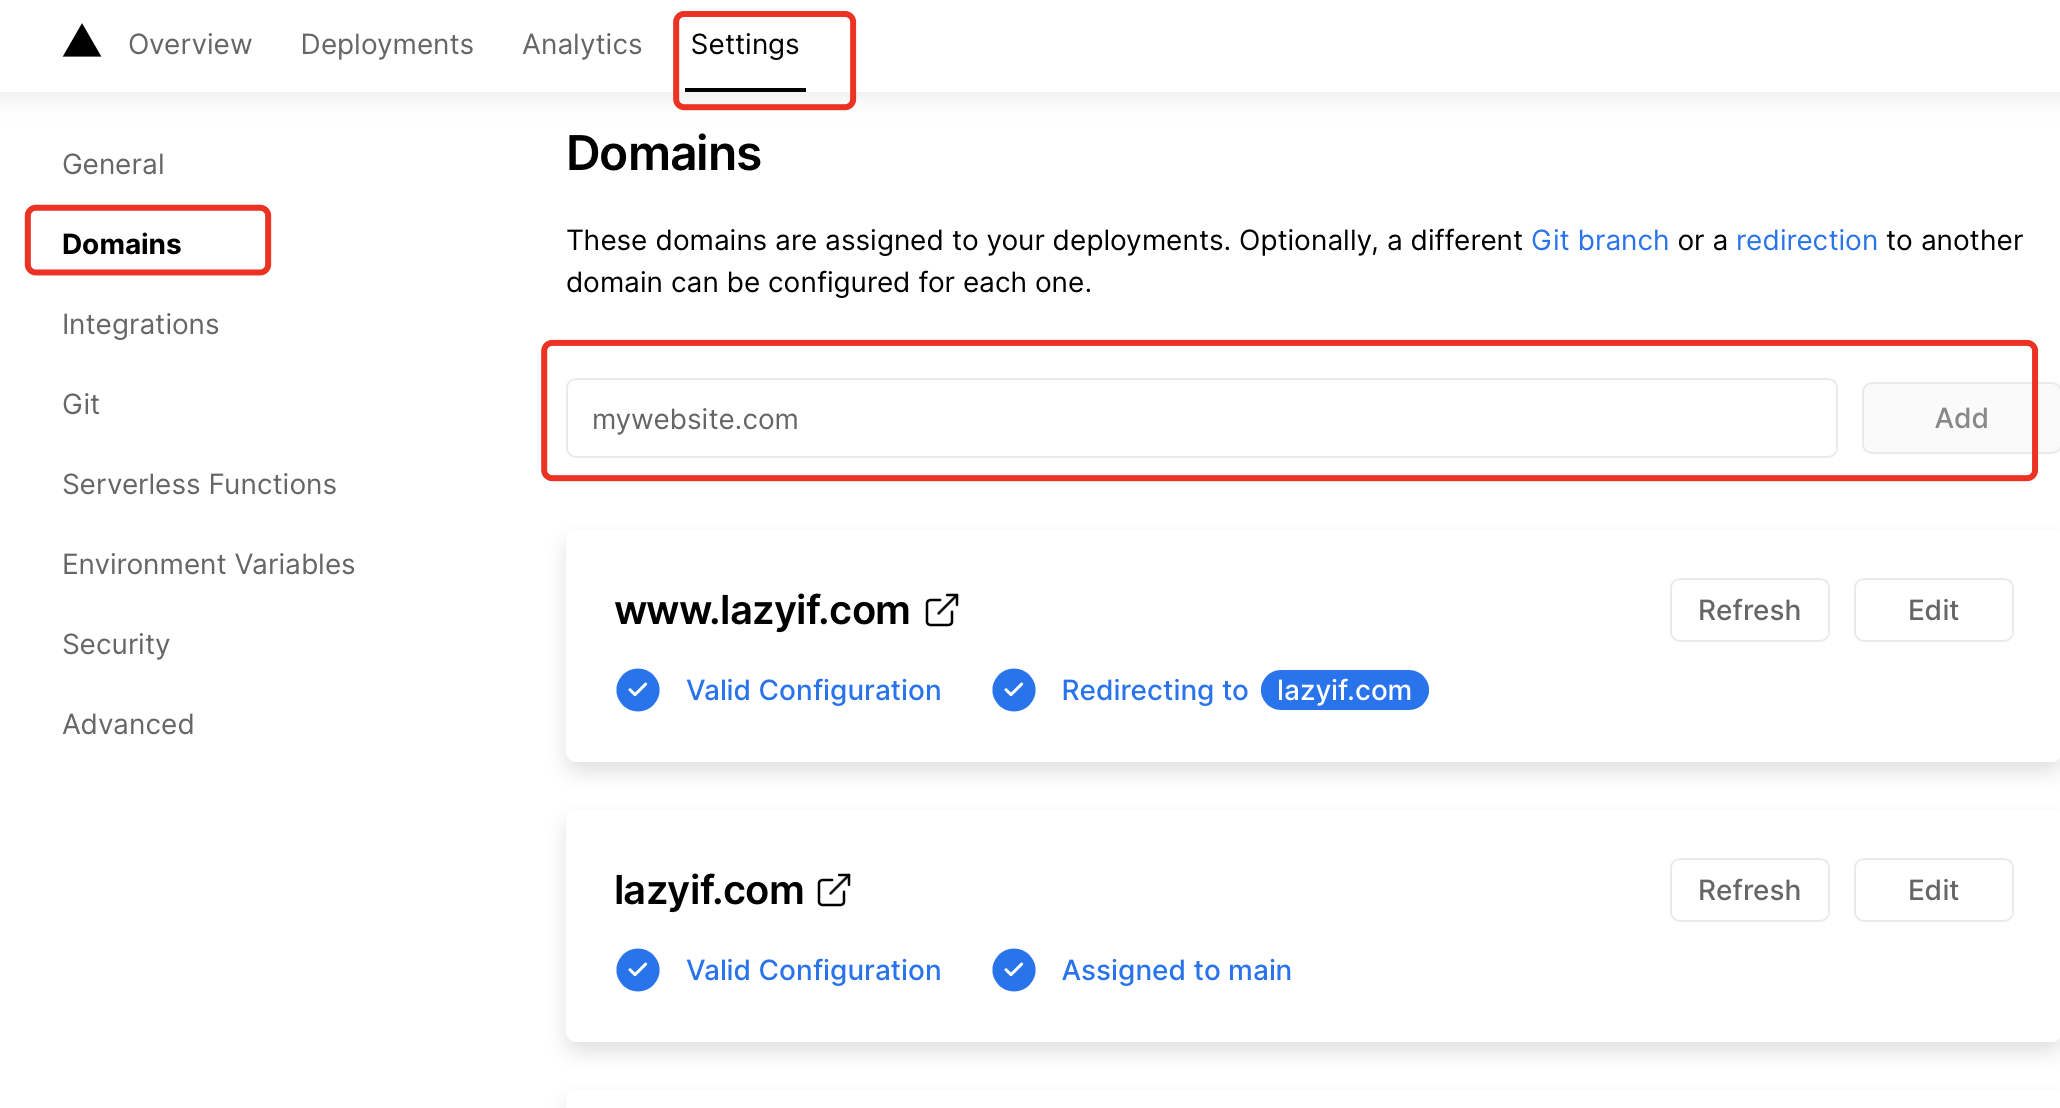 Overview
Deployments
Analytics
Settings
General
Domains
Integrations
Git
Serverless Functions
Environment Variables
Security
Advanced
Domains
These domains are assigned to your deployments. Optionally, a different Git branch or a redirection to another
domain can be configured for each one.
mywebsite.com
Add
www.lazyif.com
Refresh
Edit
Valid Configuration
Redirecting to lazyif.com
lazyif.com
Refresh
Edit
Valid Configuration
Assigned to main